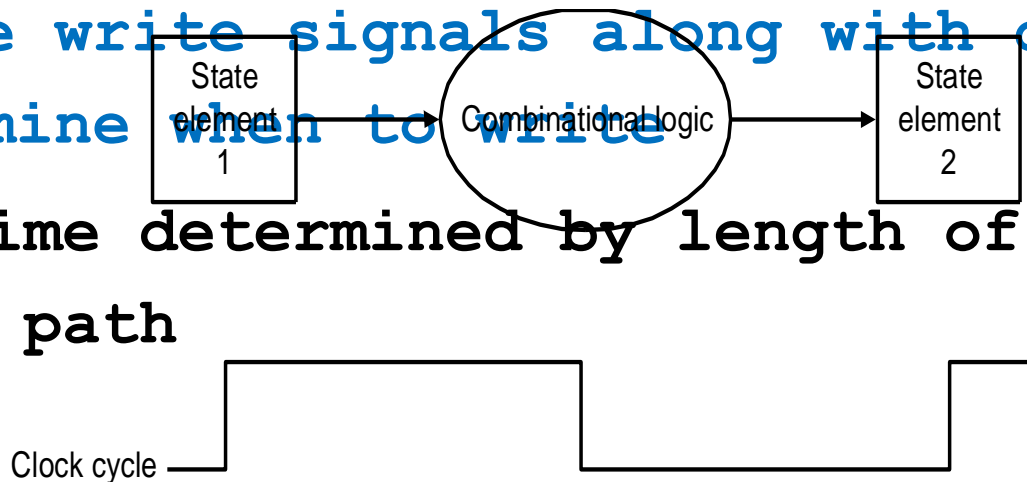 e write signals along with
State
element
1
Combinational logic
State
element
2
mine when to write
ime determined by length of
path
Clock cycle